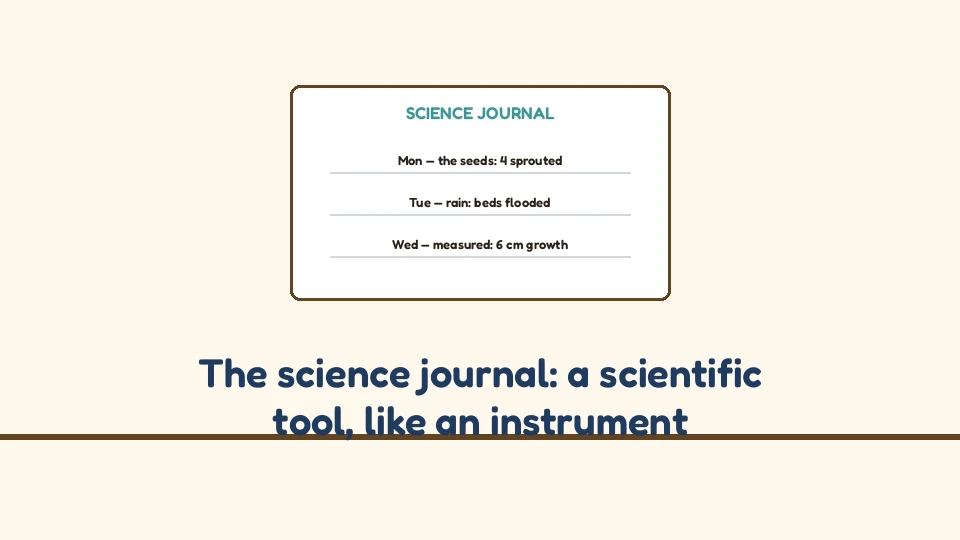 SCIENCE JOURNAL
Mon — the seeds: 4 sprouted
Tue — rain: beds flooded
Wed — measured: 6 cm growth
The science journal: a scientific
tool, like an instrument